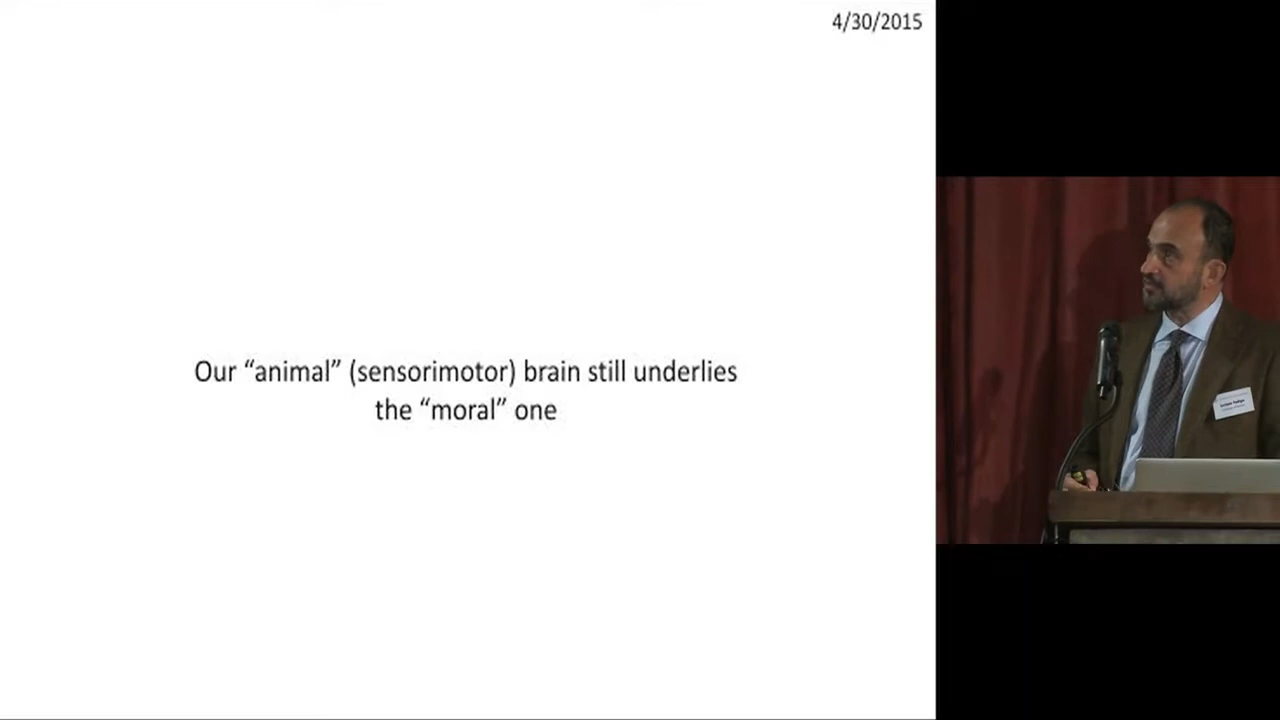 4/30/2015
Our “animal” (sensorimotor) brain still underlies
the “moral” one